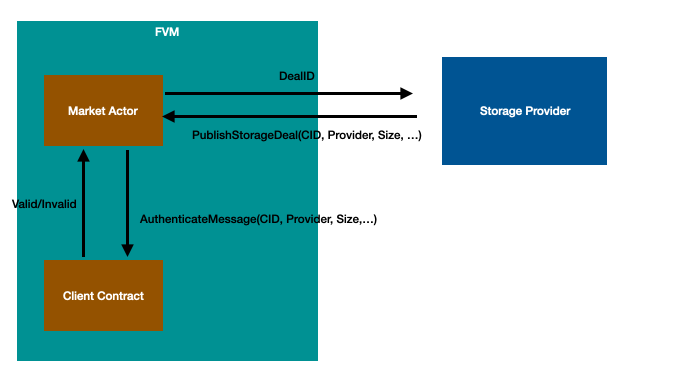 FVM
DealID
Market Actor
Storage Provider
PublishStorageDeal(CID, Provider, Size, ...)
Valid/Invalid
AuthenticateMessage(CID, Provider, Size,...)
Client Contract